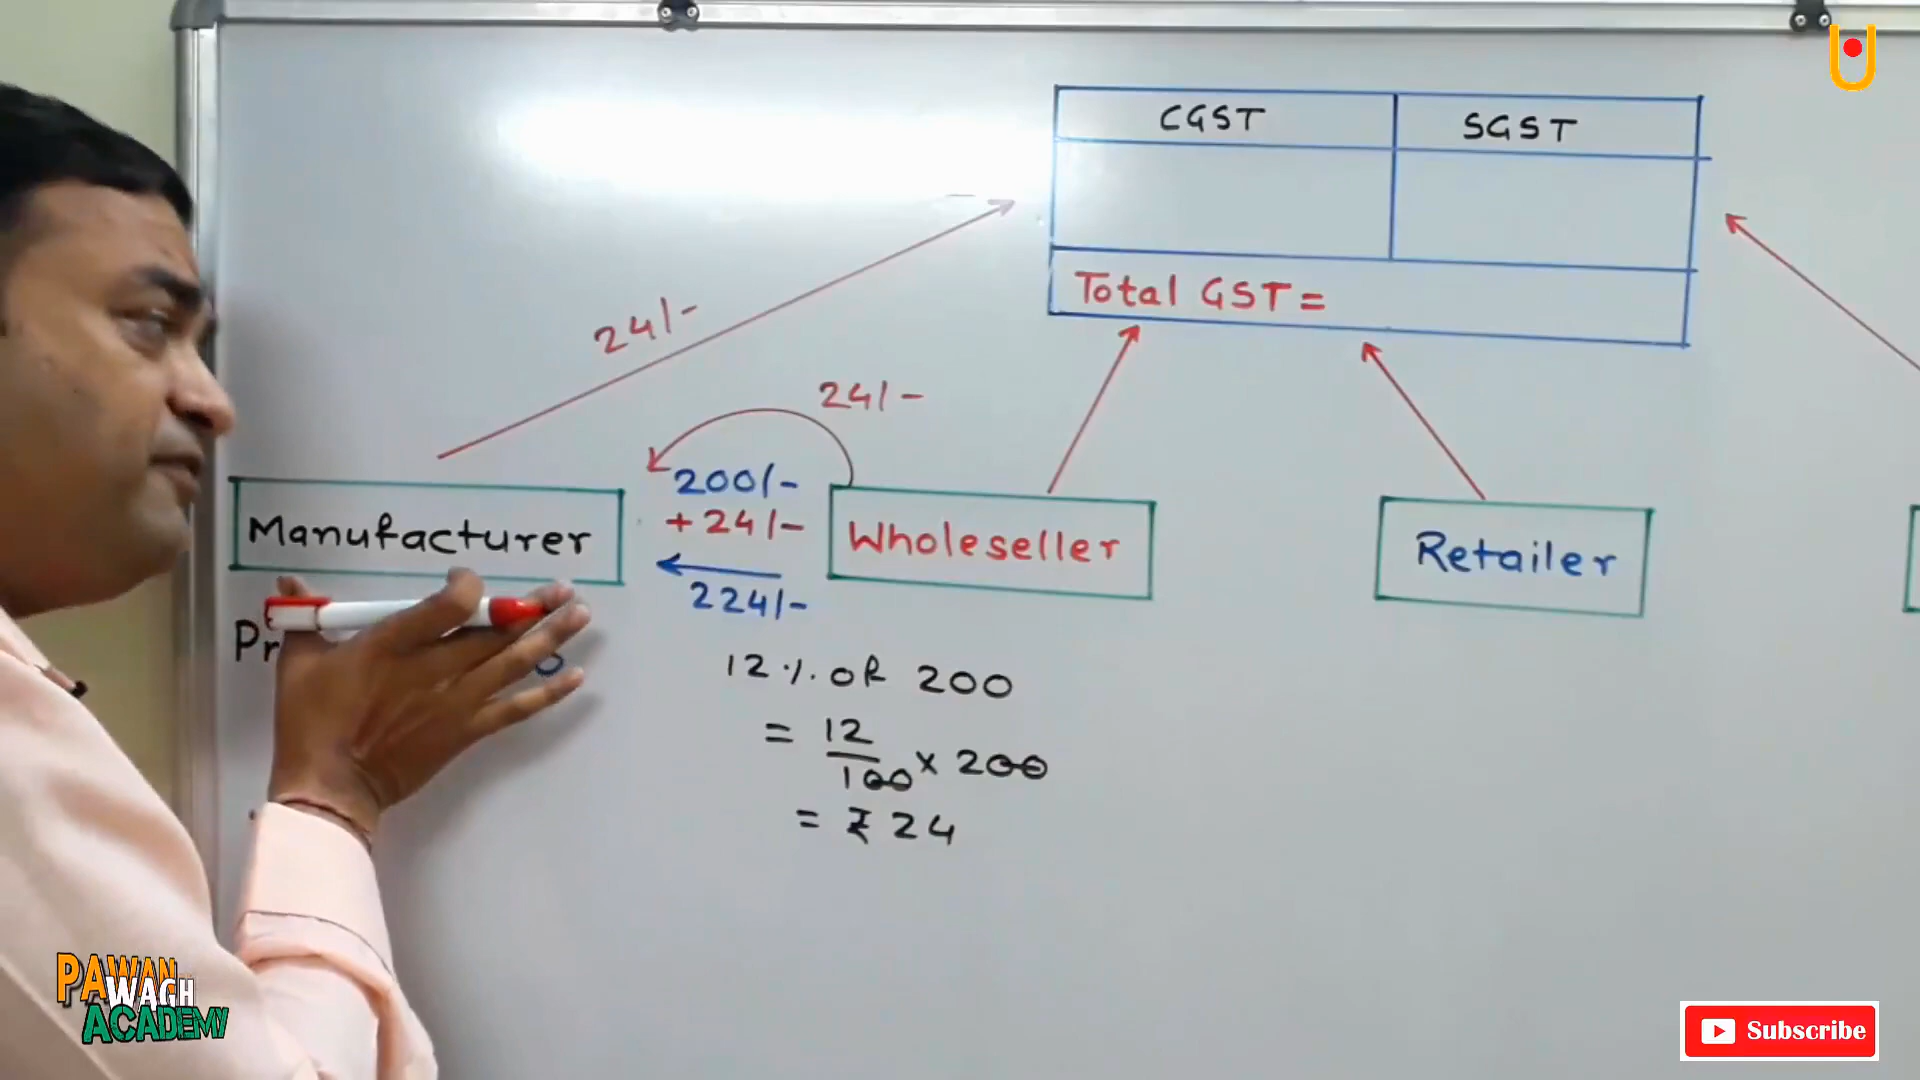 CGST SGST
Total GST =
24/-
24/-
200/-
+24/-
224/-
Manufacturer
Wholeseller
Retailer
12% of 200
= 12/100 × 200
= ₹ 24
PAWAN
WAGH
ACADEMY
Subscribe